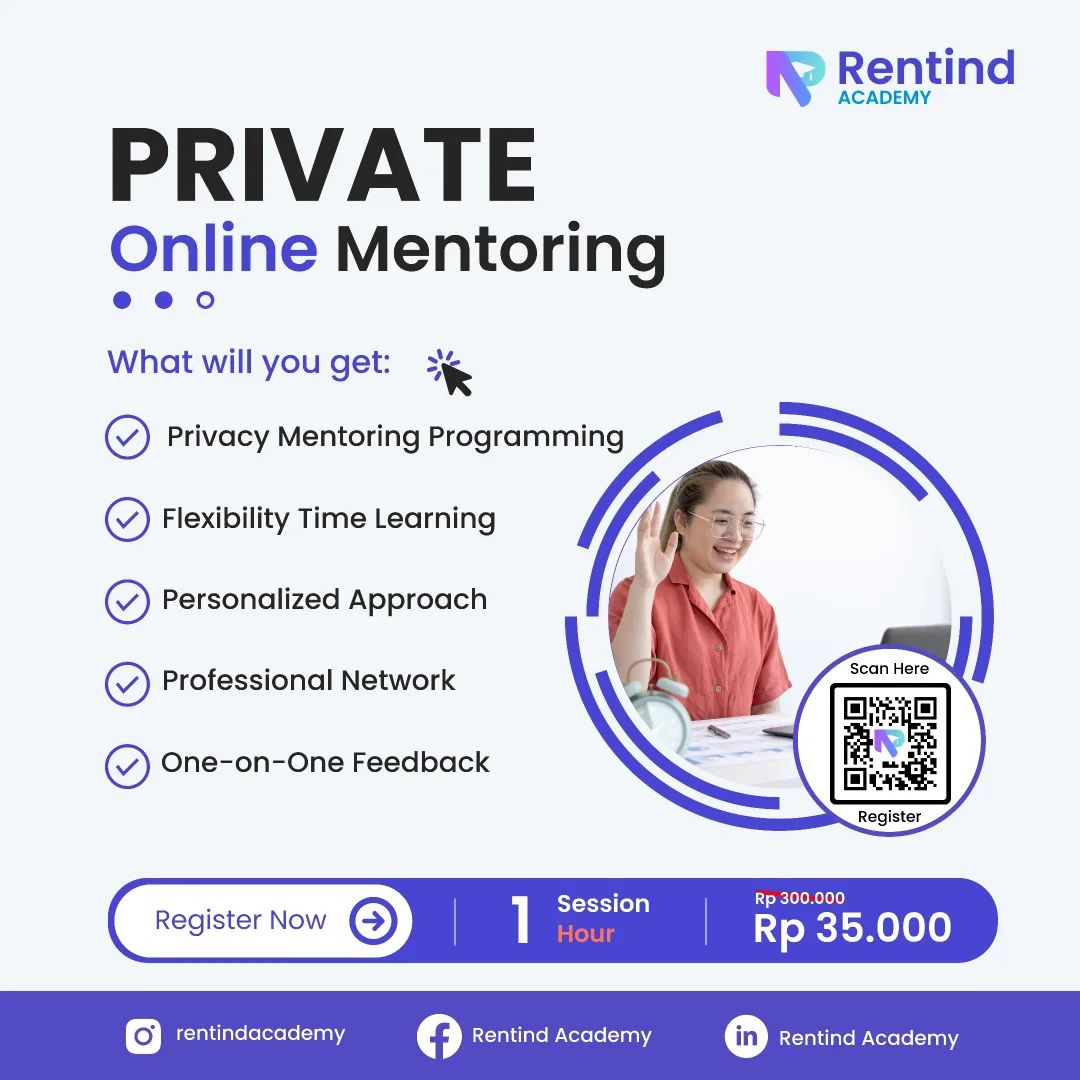 Rentind
ACADEMY
PRIVATE
Online Mentoring
What will you get:
Privacy Mentoring Programming
Flexibility Time Learning
Personalized Approach
Professional Network
One-on-One Feedback
Scan Here
Register
Register Now
1 Session
Hour
Rp 300.000
Rp 35.000
rentindacademy
Rentind Academy
Rentind Academy